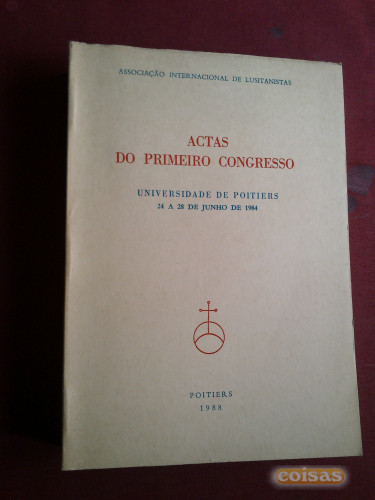 ASSOCIAÇÃO INTERNACIONAL DE LUSITANISTAS
ACTAS
DO PRIMEIRO CONGRESSO
UNIVERSIDADE DE POITIERS
24 A 28 DE JUNHO DE 1984
POITIERS
1988
coisas